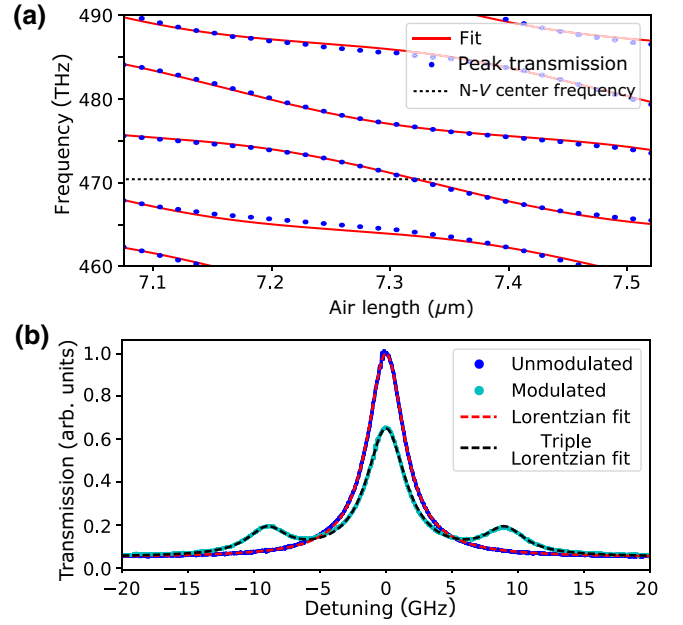 (a)
490
480
470
460
Frequency (THz)
Fit
Peak transmission
N-V center frequency
7.1
7.2
7.3
7.4
7.5
Air length (μm)
(b)
1.0
0.8
0.6
0.4
0.2
0.0
Transmission (arb. units)
Unmodulated
Modulated
Lorentzian fit
Triple
Lorentzian fit
−20
−15
−10
−5
0
5
10
15
20
Detuning (GHz)